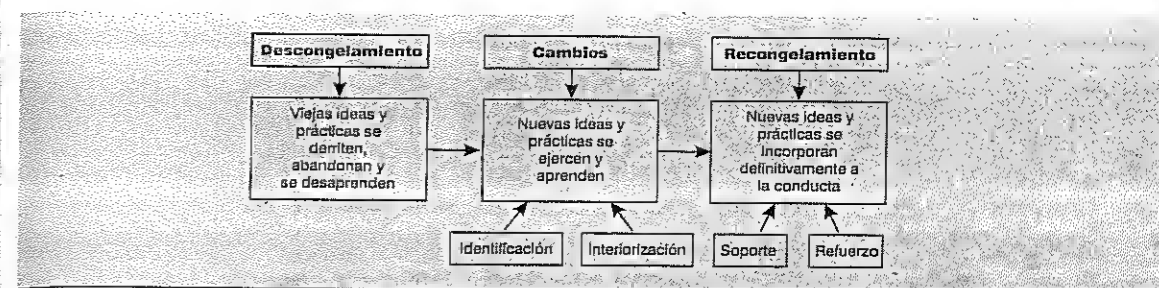 Descongelamiento
Cambios
Recongelamiento
Viejas ideas y
prácticas se
derriten,
abandonan y
se desaprenden
Nuevas ideas y
prácticas se
ejercen y
aprenden
Nuevas ideas y
prácticas se
incorporan
definitivamente a
la conducta
Identificación
Interiorización
Soporte
Refuerzo